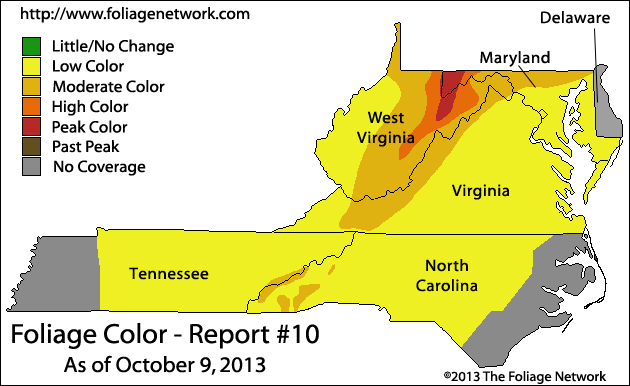 http://www.foliagenetwork.com
Delaware
Little/No Change
Low Color
Moderate Color
High Color
Peak Color
Past Peak
No Coverage
Maryland
West
Virginia
Virginia
Tennessee
North
Carolina
Foliage Color - Report #10
As of October 9, 2013
©2013 The Foliage Network